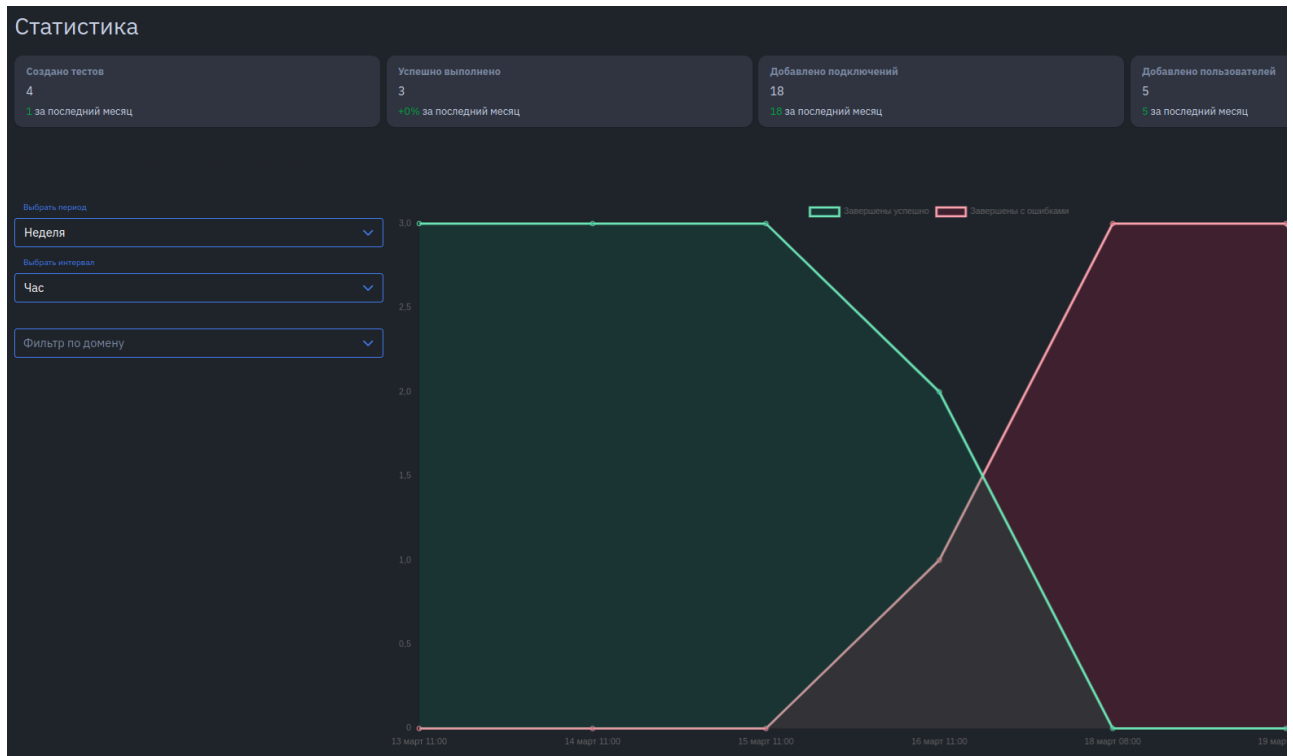 Статистика
Создано тестов
4
1 за последний месяц
Успешно выполнено
3
+0% за последний месяц
Добавлено подключений
18
18 за последний месяц
Добавлено пользователей
5
5 за последний месяц
Выбрать период
Неделя
Выбрать интервал
Час
Фильтр по домену
Завершены успешно
Завершены с ошибками
3,0
2,5
2,0
1,5
1,0
0,5
0
13 март 11:00
14 март 11:00
15 март 11:00
16 март 11:00
18 март 08:00
19 мар